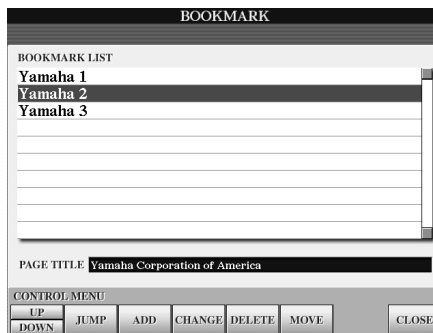 BOOKMARK
BOOKMARK LIST
Yamaha 1
Yamaha 2
Yamaha 3
PAGE TITLE Yamaha Corporation of America
CONTROL MENU
UP
DOWN
JUMP ADD CHANGE DELETE MOVE CLOSE